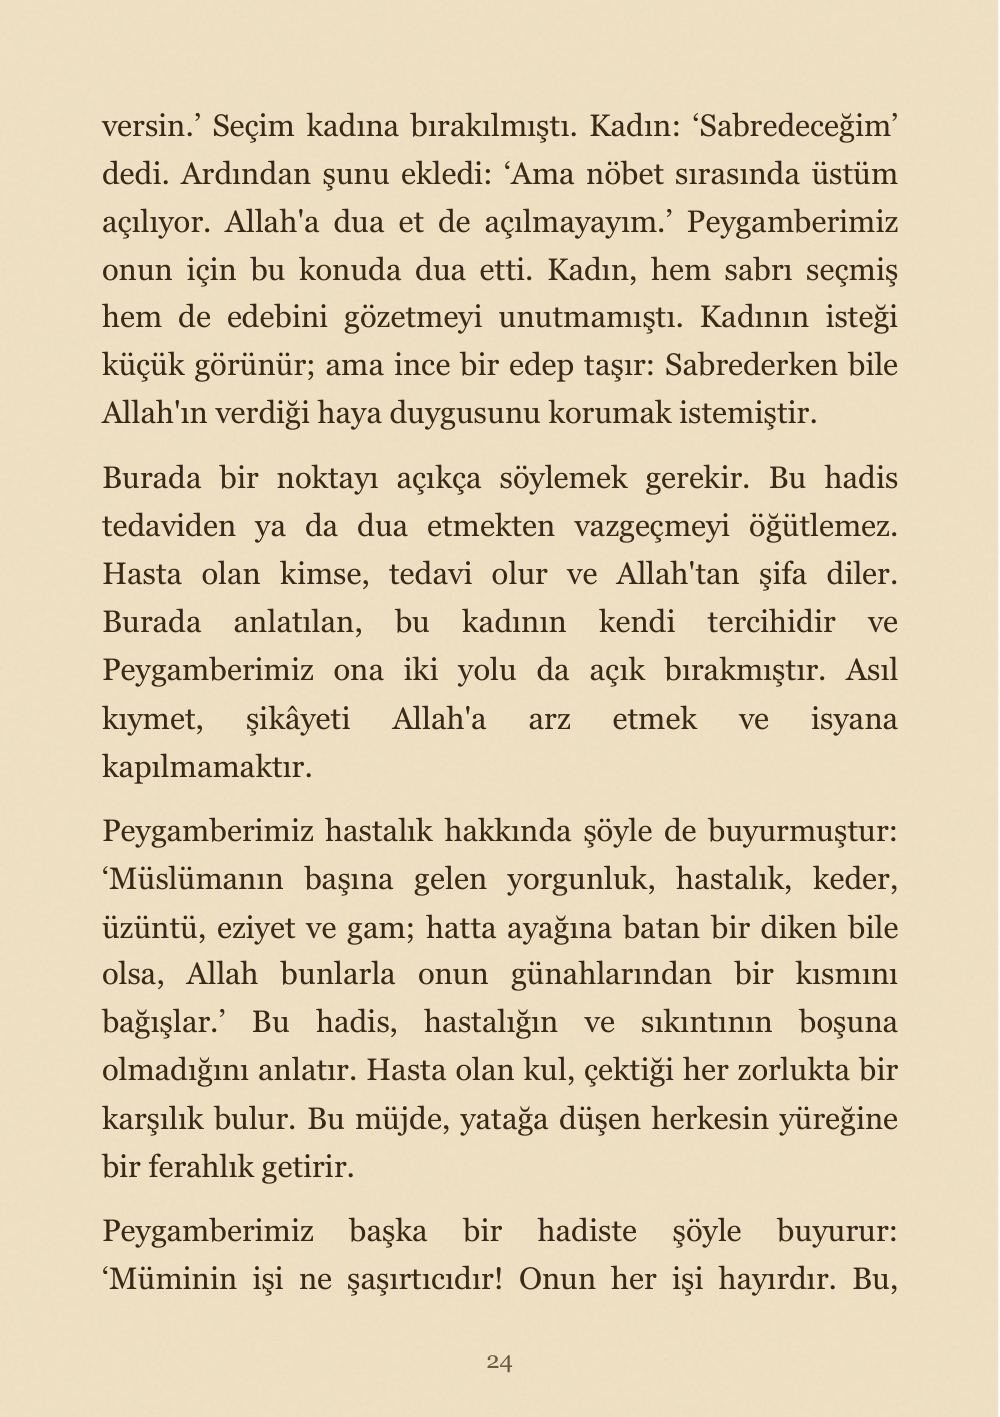 versin.’ Seçim kadına bırakılmıştı. Kadın: ‘Sabredeceğim’
dedi. Ardından şunu ekledi: ‘Ama nöbet sırasında üstüm
açılıyor. Allah'a dua et de açılmayayım.’ Peygamberimiz
onun için bu konuda dua etti. Kadın, hem sabrı seçmiş
hem de edebini gözetmeyi unutmamıştı. Kadının isteği
küçük görünür; ama ince bir edep taşır: Sabrederken bile
Allah'ın verdiği haya duygusunu korumak istemiştir.
Burada bir noktayı açıkça söylemek gerekir. Bu hadis
tedaviden ya da dua etmekten vazgeçmeyi öğütlemez.
Hasta olan kimse, tedavi olur ve Allah'tan şifa diler.
Burada anlatılan, bu kadının kendi tercihidir ve
Peygamberimiz ona iki yolu da açık bırakmıştır. Asıl
kıymet, şikâyeti Allah'a arz etmek ve isyana
kapılmamaktır.
Peygamberimiz hastalık hakkında şöyle de buyurmuştur:
‘Müslümanın başına gelen yorgunluk, hastalık, keder,
üzüntü, eziyet ve gam; hatta ayağına batan bir diken bile
olsa, Allah bunlarla onun günahlarından bir kısmını
bağışlar.’ Bu hadis, hastalığın ve sıkıntının boşuna
olmadığını anlatır. Hasta olan kul, çektiği her zorlukta bir
karşılık bulur. Bu müjde, yatağa düşen herkesin yüreğine
bir ferahlık getirir.
Peygamberimiz başka bir hadiste şöyle buyurur:
‘Müminin işi ne şaşırtıcıdır! Onun her işi hayırdır. Bu,
24